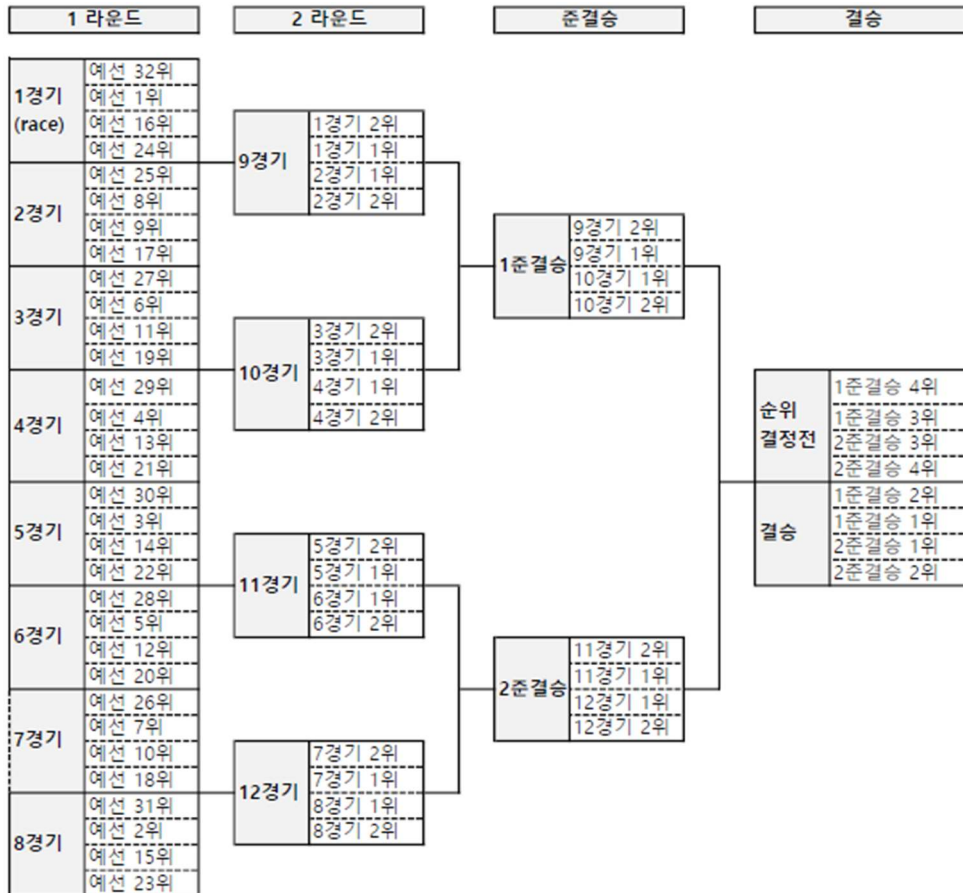 1 라운드
2 라운드
준결승
결승
1경기
(race)
예선 32위
예선 1위
예선 16위
예선 24위
2경기
예선 25위
예선 8위
예선 9위
예선 17위
3경기
예선 27위
예선 6위
예선 11위
예선 19위
4경기
예선 29위
예선 4위
예선 13위
예선 21위
5경기
예선 30위
예선 3위
예선 14위
예선 22위
6경기
예선 28위
예선 5위
예선 12위
예선 20위
7경기
예선 26위
예선 7위
예선 10위
예선 18위
8경기
예선 31위
예선 2위
예선 15위
예선 23위
9경기
1경기 2위
1경기 1위
2경기 1위
2경기 2위
10경기
3경기 2위
3경기 1위
4경기 1위
4경기 2위
11경기
5경기 2위
5경기 1위
6경기 1위
6경기 2위
12경기
7경기 2위
7경기 1위
8경기 1위
8경기 2위
1준결승
9경기 2위
9경기 1위
10경기 1위
10경기 2위
2준결승
11경기 2위
11경기 1위
12경기 1위
12경기 2위
순위
결정전
1준결승 4위
1준결승 3위
2준결승 3위
2준결승 4위
결승
1준결승 2위
1준결승 1위
2준결승 1위
2준결승 2위